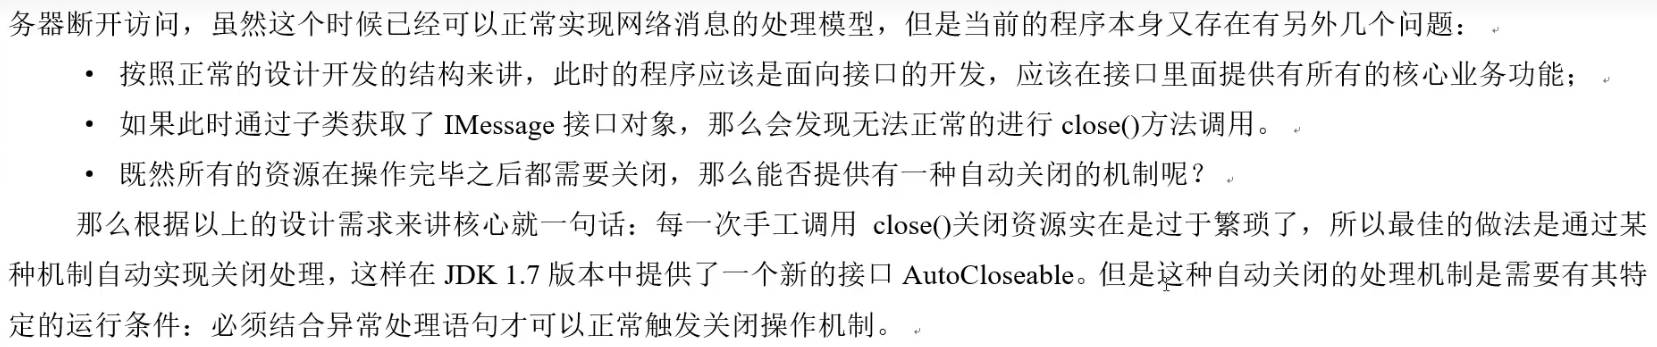 务器断开访问，虽然这个时候已经可以正常实现网络消息的处理模型，但是当前的程序本身又存在有另外几个问题：
• 按照正常的设计开发的结构来讲，此时的程序应该是面向接口的开发，应该在接口里面提供有所有的核心业务功能；
• 如果此时通过子类获取了 IMessage 接口对象，那么会发现无法正常的进行 close()方法调用。
• 既然所有的资源在操作完毕之后都需要关闭，那么能否提供有一种自动关闭的机制呢？
那么根据以上的设计需求来讲核心就一句话：每一次手工调用 close()关闭资源实在是过于繁琐了，所以最佳的做法是通过某
种机制自动实现关闭处理，这样在 JDK 1.7 版本中提供了一个新的接口 AutoCloseable。但是这种自动关闭的处理机制是需要有其特
定的运行条件：必须结合异常处理语句才可以正常触发关闭操作机制。